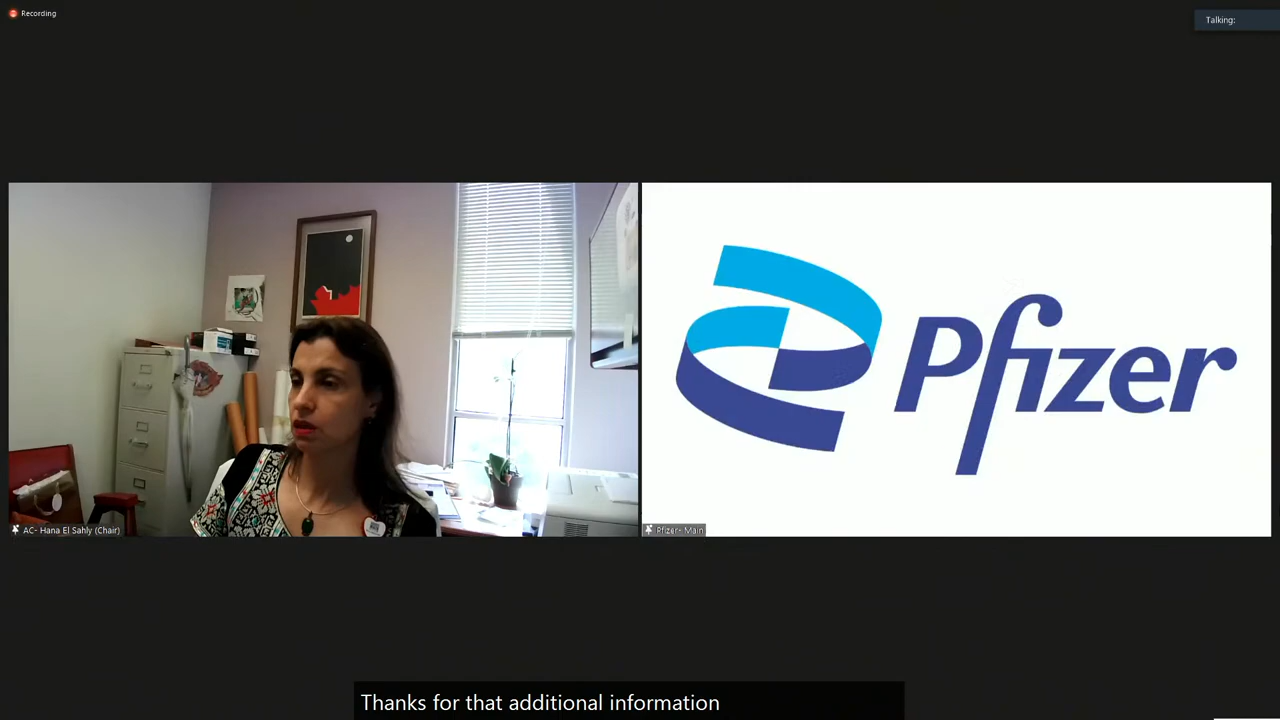 Recording
Talking:
Pfizer
AC- Hana El Sahly (Chair)
Pfizer- Main
Thanks for that additional information